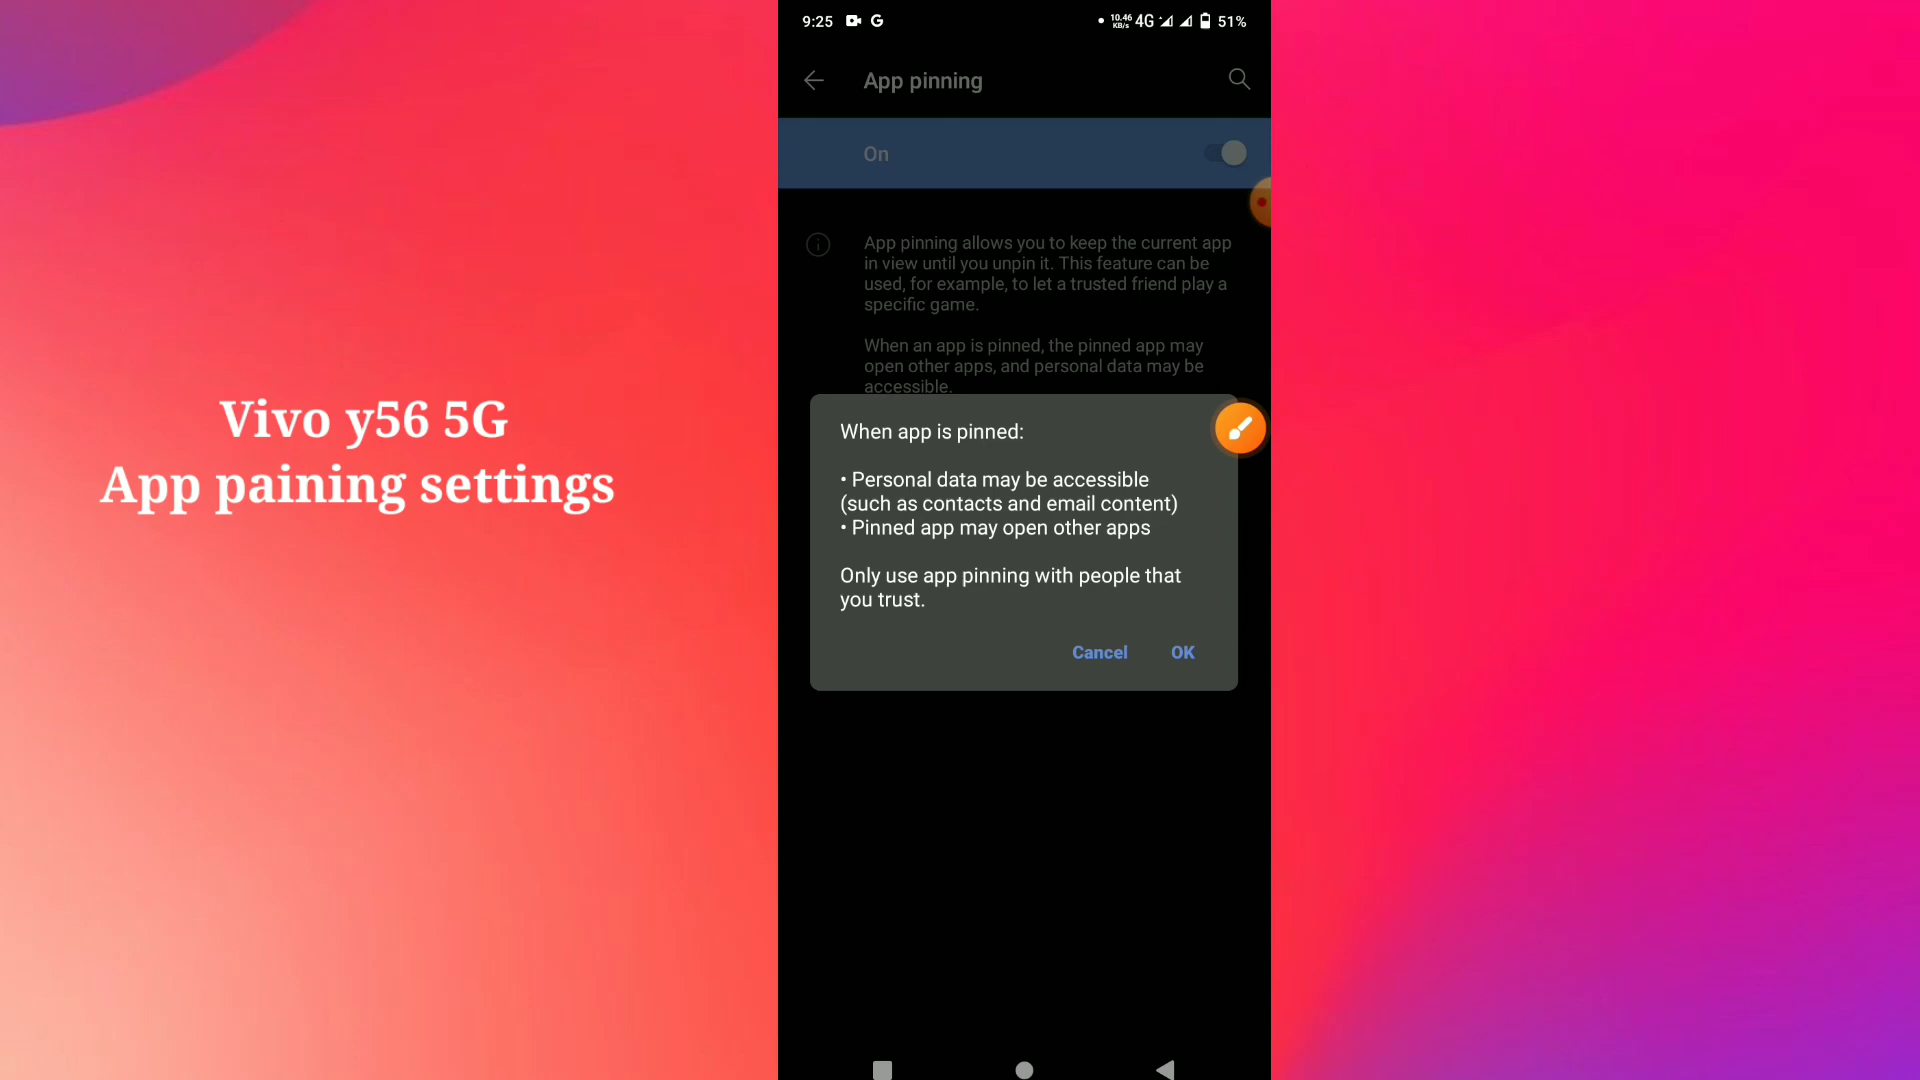 9:25
10.46 KB/s 4G 51%
App pinning
On
App pinning allows you to keep the current app
in view until you unpin it. This feature can be
used, for example, to let a trusted friend play a
specific game.
When an app is pinned, the pinned app may
open other apps, and personal data may be
accessible.
When app is pinned:
• Personal data may be accessible
(such as contacts and email content)
• Pinned app may open other apps
Only use app pinning with people that
you trust.
Cancel OK
Vivo y56 5G
App paining settings